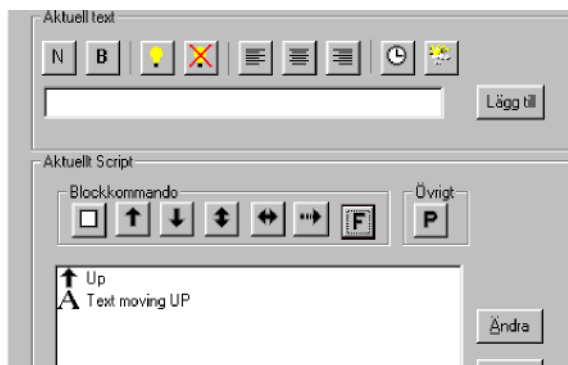 Aktuell text
N B
Lägg till
Aktuellt Script
Blockkommando
Övrigt
F P
Up
A Text moving UP
Ändra